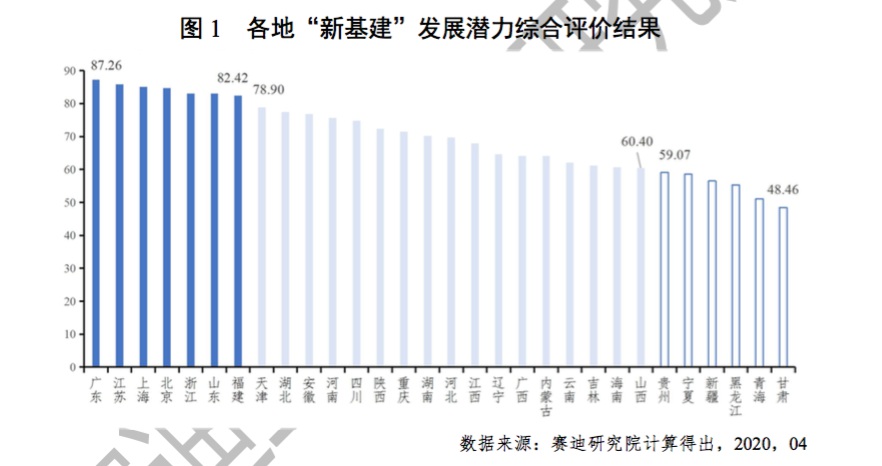 图 1 各地“新基建”发展潜力综合评价结果
87.26
82.42
78.90
60.40
59.07
48.46
90
80
70
60
50
40
30
20
10
0
广东
江苏
上海
北京
浙江
山东
福建
天津
湖北
安徽
河南
四川
陕西
重庆
湖南
河北
江西
辽宁
广西
内蒙古
云南
吉林
海南
山西
贵州
宁夏
新疆
黑龙江
青海
甘肃
数据来源：赛迪研究院计算得出，2020，04